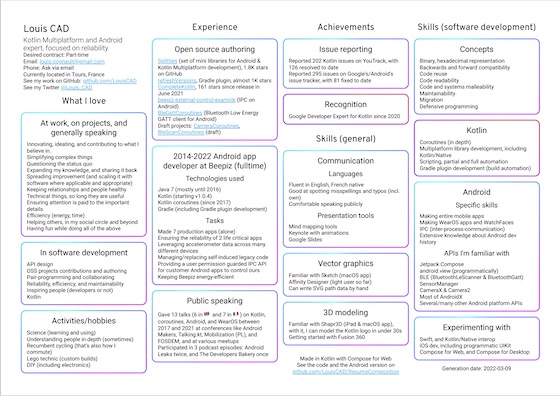 Louis CAD
Kotlin Multiplatform and Android
expert, focused on reliability
Desired contract: Part-time
Phone: Ask via email
Currently located in Tours, France
See my work on GitHub: github.com/LouisCAD
See my Twitter @Louis_CAD
What I love
At work, on projects, and
generally speaking
Innovating, ideating, and contributing to what I
believe in.
Simplifying complex things
Questioning the status quo
Expanding my knowledge, and sharing it back
Spreading improvement (and scaling it with
software where applicable and appropriate)
Keeping relationships and people healthy
Technical things, so long they are useful
Ensuring attention is paid to the important
details
Efficiency (energy, time)
Helping others, in my social circle and beyond
Having fun while doing all of the above
In software development
API design
OSS projects contributions and authoring
Pair-programming and collaboration
Reliability, efficiency, and maintainability
Inspiring people (developers or not)
Kotlin
Activities/hobbies
Science (learning and using)
Understanding people in depth (sometimes)
Recumbent cycling (that's also how I
commute)
Lego technic (custom builds)
DIY (including electronics)
Experience
Open source authoring
Splitties (set of mini libraries for Android &
Kotlin Multiplatform development), 1.8K stars
on GitHub
refreshVersions, Gradle plugin, almost 1K stars
CompleteKotlin, 161 stars since release in
June 2021
beepiz-external-control-example (IPC on
Android)
BleGattCoroutines (Bluetooth Low Energy
GATT client for Android)
Draft projects: CameraCoroutines,
BleScanCoroutines (draft)
2014-2022 Android app
developer at Beepiz (fulltime)
Technologies used
Java 7 (mostly until 2016)
Kotlin (starting v1.0.4)
Kotlin coroutines (since 2017)
Gradle (including Gradle plugin development)
Tasks
Made 7 production apps (alone)
Ensuring the reliability of 2 life critical apps
Leveraging accelerometer data across many
different devices
Managing/replacing self-inflicted legacy code
Providing a user permission guarded IPC API
for customer Android apps to control ours
Keeping Beepiz energy-efficient
Public speaking
Gave 13 talks (6 in 🇬🇧 and 7 in 🇫🇷) on Kotlin,
coroutines, Android, and WearOS between
2017 and 2021 at conferences like Android
Makers, Talking.kt, Mobilization (PL), and
FOSDEM, and at various meetups
Participated in 3 podcast episodes: Android
Leaks twice, and The Developers Bakery once
Achievements
Issue reporting
Reported 202 Kotlin issues on YouTrack, with
126 resolved to date
Reported 295 issues on Google's/Android's
issue tracker, with 81 fixed to date
Recognition
Google Developer Expert for Kotlin since 2020
Skills (general)
Communication
Languages
Fluent in English, French native
Good at spotting misspellings and typos (incl.
own)
Comfortable speaking publicly
Presentation tools
Mind mapping tools
Keynote with animations
Google Slides
Vector graphics
Familiar with Sketch (macOS app)
Affinity Designer (light user so far)
Can write SVG path data by hand
3D modeling
Familiar with Shapr3D (iPad & macOS app),
with it, I can model the Kotlin logo in under 30s
Getting started with Fusion 360
Made in Kotlin with Compose for Web
See the code and the Android version on
github.com/LouisCAD/ResumeComposition
Skills (software development)
Concepts
Binary, hexadecimal representation
Backwards and forward compatibility
Code reuse
Code readability
Code and systems malleability
Maintainability
Migration
Defensive programming
Kotlin
Coroutines (in depth)
Multiplatform library development, including
Kotlin/Native
Scripting, partial and full automation
Gradle plugin development (build automation)
Android
Specific skills
Making entire mobile apps
Making WearOS apps and WatchFaces
IPC (inter-process-communication)
Extensive knowledge about Android dev
history
APIs I'm familiar with
Jetpack Compose
android.view (programmatically)
BLE (BluetoothLeScanner & BluetoothGatt)
SensorManager
CameraX & Camera2
Most of AndroidX
Several/many other Android platform APIs
Experimenting with
Swift, and Kotlin/Native interop
iOS dev, including programmatic UIKit
Compose for Web, and Compose for Desktop
Generation date: 2022-03-09